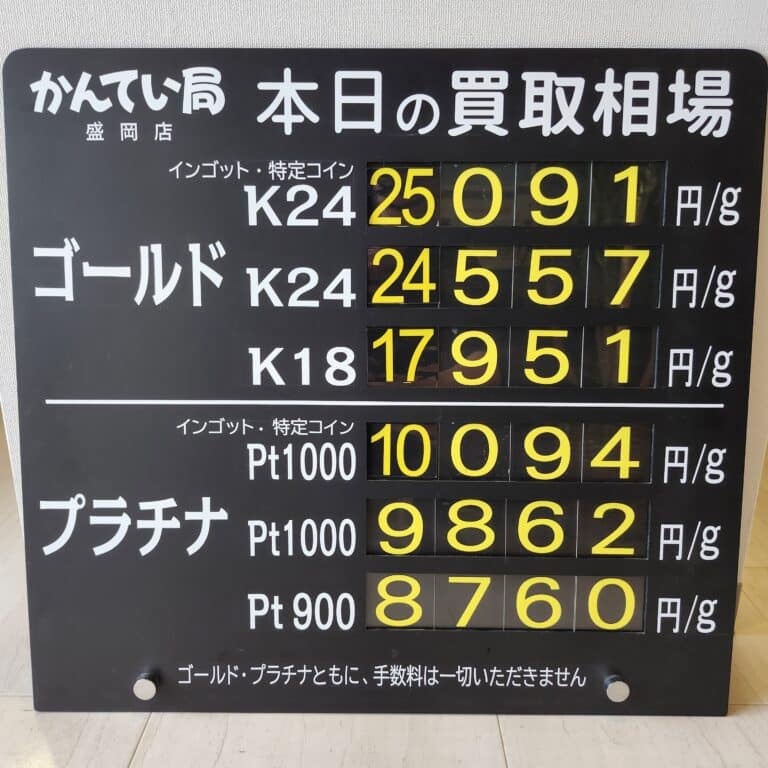 かんてい局
盛岡店
本日の買取相場
ゴールド
インゴット・特定コイン
K24 25091 円/g
K24 24557 円/g
K18 17951 円/g
プラチナ
インゴット・特定コイン
Pt1000 10094 円/g
Pt1000 9862 円/g
Pt900 8760 円/g
ゴールド・プラチナともに、手数料は一切いただきません